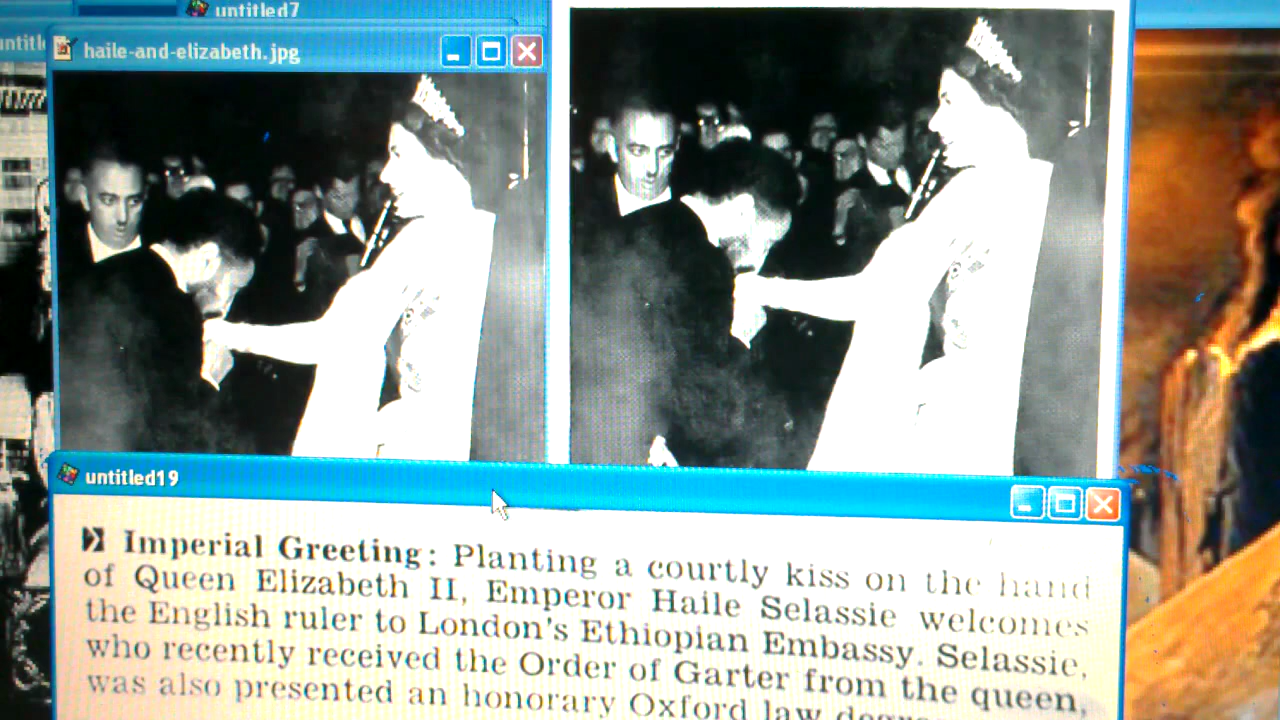 untitled7
haile-and-elizabeth.jpg
untitled19
Imperial Greeting: Planting a courtly kiss on the hand
of Queen Elizabeth II, Emperor Haile Selassie welcomes
the English ruler to London's Ethiopian Embassy. Selassie,
who recently received the Order of Garter from the queen,
was also presented an honorary Oxford law